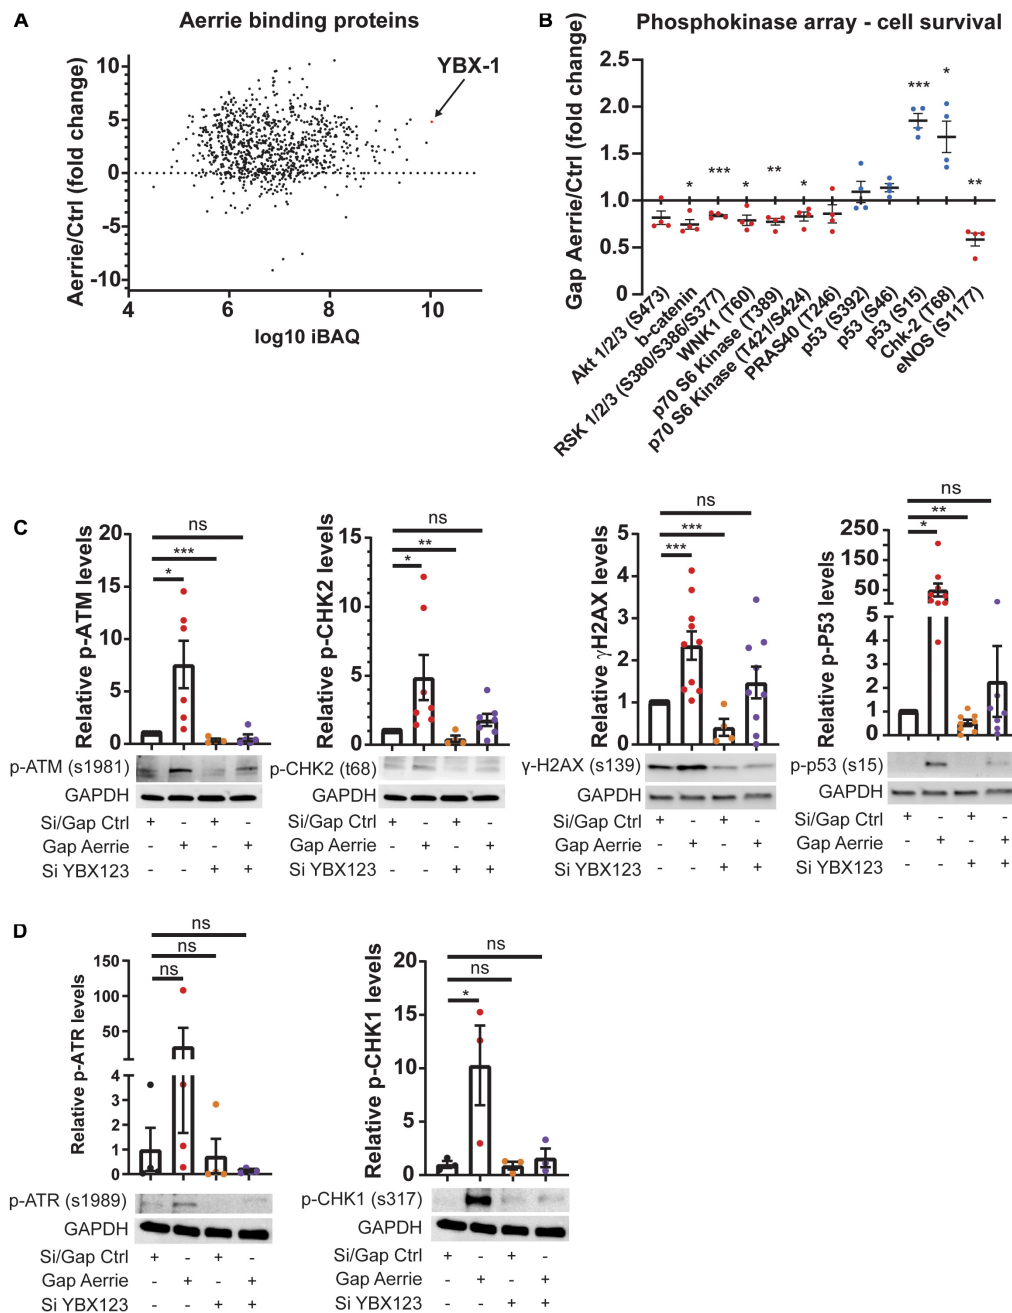 A
Aerrie binding proteins
Aerrie/Ctrl (fold change)
10
5
0
-5
-10
YBX-1
4
6
8
10
log10 iBAQ
B
Phosphokinase array - cell survival
Gap Aerrie/Ctrl (fold change)
2.5
2.0
1.5
1.0
0.5
0
*
***
*
**
*
***
*
**
Akt 1/2/3 (S473)
b-catenin
RSK 1/2/3 (S380/S386/S377)
WNK1 (T60)
p70 S6 Kinase (T389)
p70 S6 Kinase (T421/S424)
PRAS40 (T246)
p53 (S392)
p53 (S46)
p53 (S15)
Chk-2 (T68)
eNOS (S1177)
C
Relative p-ATM levels
20
15
10
5
0
ns
***
*
p-ATM (s1981)
GAPDH
Si/Gap Ctrl + - + -
Gap Aerrie - + - +
Si YBX123 - - + +
Relative p-CHK2 levels
15
10
5
0
ns
**
*
p-CHK2 (t68)
GAPDH
Si/Gap Ctrl + - + -
Gap Aerrie - + - +
Si YBX123 - - + +
Relative γH2AX levels
5
4
3
2
1
0
ns
***
***
γ-H2AX (s139)
GAPDH
Si/Gap Ctrl + - + -
Gap Aerrie - + - +
Si YBX123 - - + +
Relative p-P53 levels
250
150
50
5
4
3
2
1
0
ns
**
*
p-p53 (s15)
GAPDH
Si/Gap Ctrl + - + -
Gap Aerrie - + - +
Si YBX123 - - + +
D
Relative p-ATR levels
150
100
50
4
3
2
1
0
ns
ns
ns
p-ATR (s1989)
GAPDH
Si/Gap Ctrl + - + -
Gap Aerrie - + - +
Si YBX123 - - + +
Relative p-CHK1 levels
20
15
10
5
0
ns
ns
*
p-CHK1 (s317)
GAPDH
Si/Gap Ctrl + - + -
Gap Aerrie - + - +
Si YBX123 - - + +